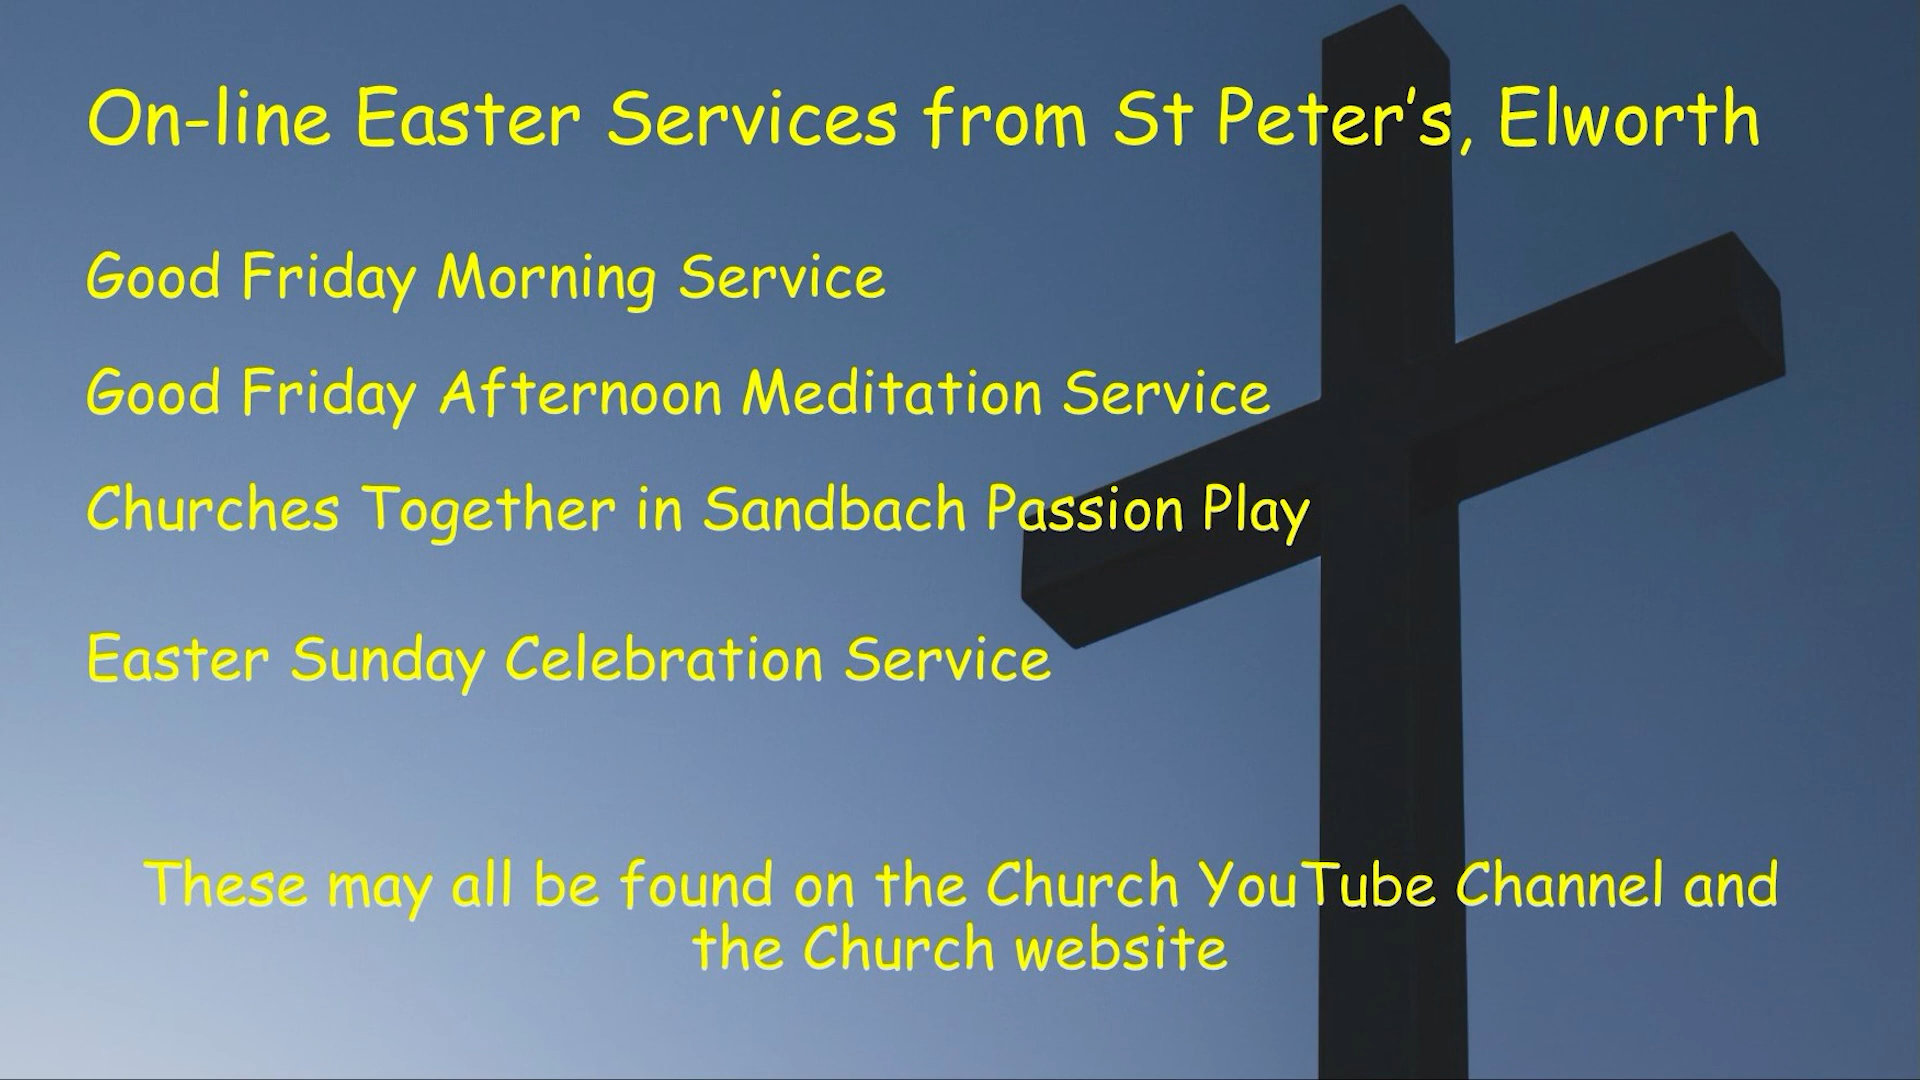 On-line Easter Services from St Peter's, Elworth
Good Friday Morning Service
Good Friday Afternoon Meditation Service
Churches Together in Sandbach Passion Play
Easter Sunday Celebration Service
These may all be found on the Church YouTube Channel and
the Church website